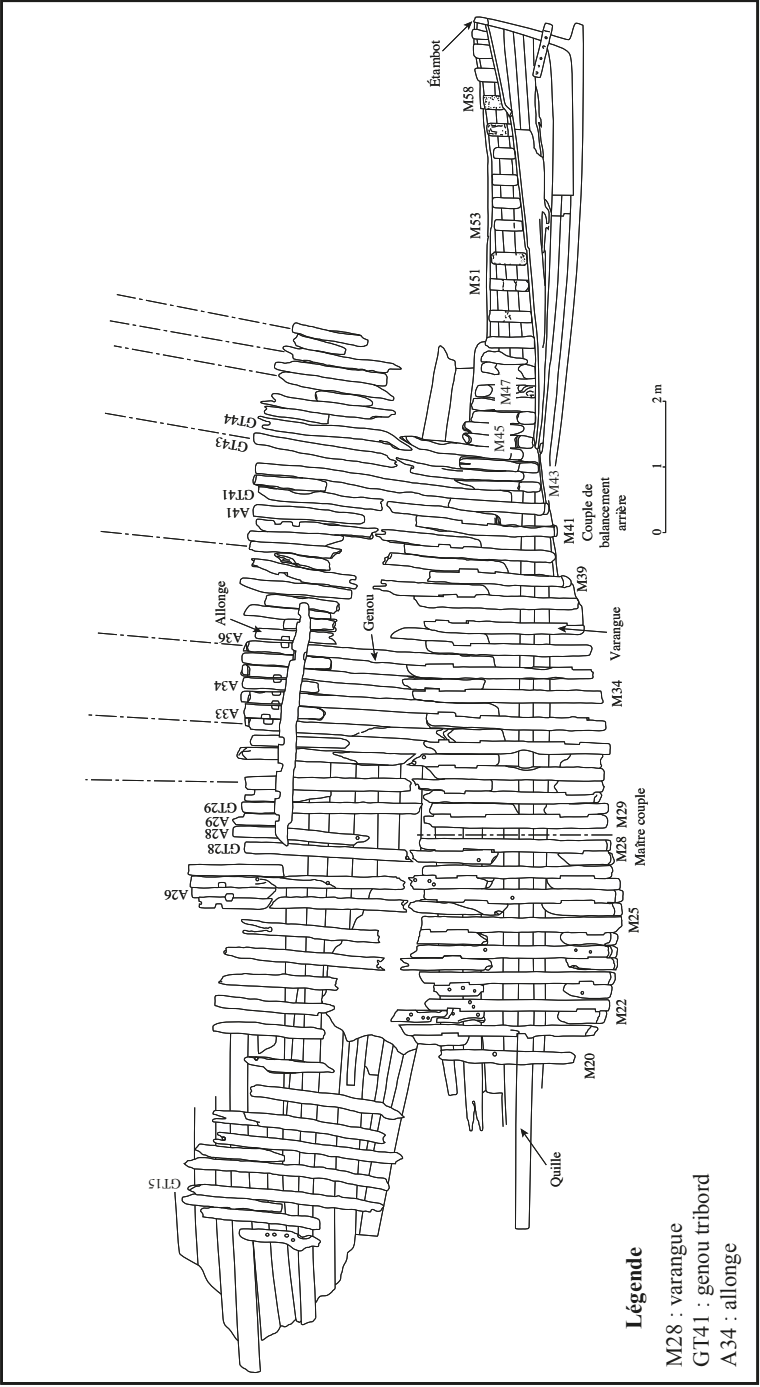 Étambot
M58
M53
M51
M47
M45
M43
M41
Couple de
balancement
arrière
M39
Varangue
M34
M29
Maître couple
M28
M25
M22
M20
Quille
GT44
GT43
GT41
A41
Allonge
Genou
A36
A34
A33
GT29
A29
A28
GT28
A26
GT15
0
1
2 m
Légende
M28 : varangue
GT41 : genou tribord
A34 : allonge